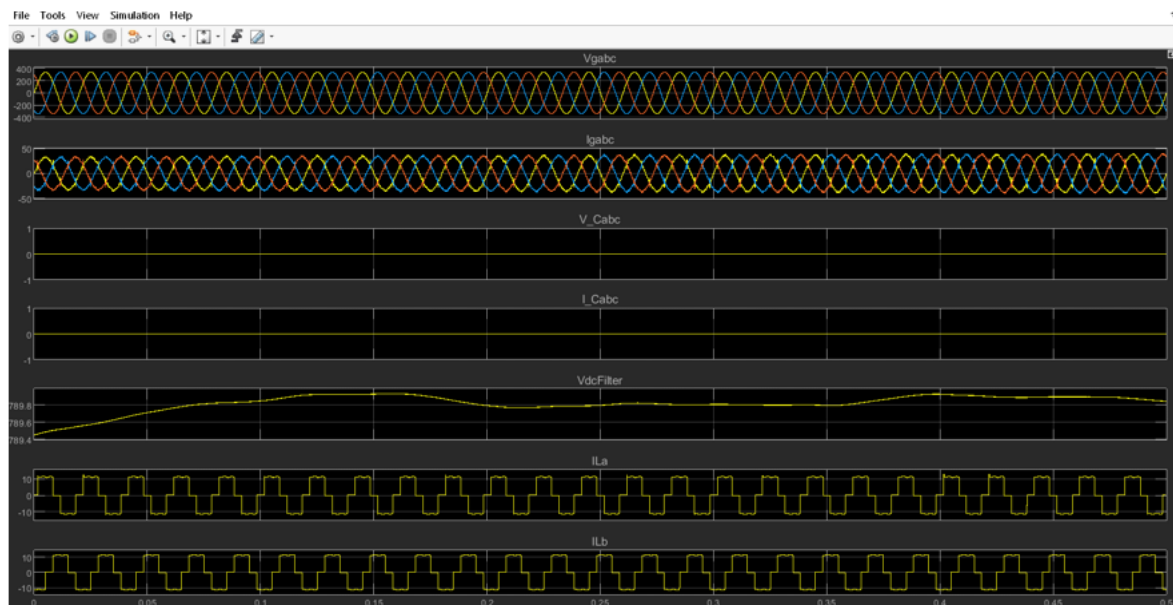 File Tools View Simulation Help
Vgabc
400
200
0
-200
-400
Igabc
50
0
-50
V_Cabc
1
0
-1
I_Cabc
1
0
-1
VdcFilter
789.8
789.6
789.4
ILa
10
0
-10
ILb
10
0
-10
0 0.05 0.1 0.15 0.2 0.25 0.3 0.35 0.4 0.45 0.5